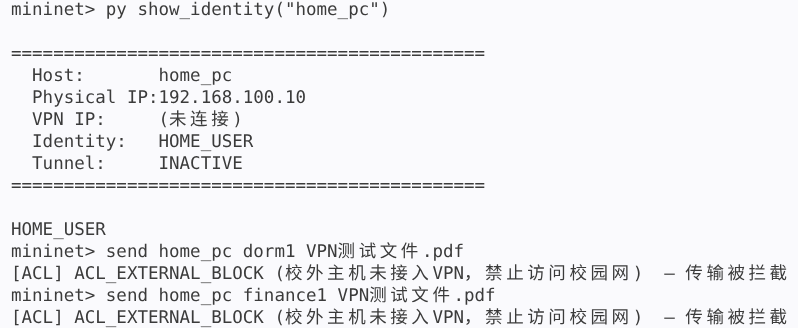 mininet> py show_identity("home_pc")
=============================================
Host: home_pc
Physical IP:192.168.100.10
VPN IP: (未连接)
Identity: HOME_USER
Tunnel: INACTIVE
=============================================
HOME_USER
mininet> send home_pc dorm1 VPN测试文件.pdf
[ACL] ACL_EXTERNAL_BLOCK (校外主机未接入VPN，禁止访问校园网) — 传输被拦截
mininet> send home_pc finance1 VPN测试文件.pdf
[ACL] ACL_EXTERNAL_BLOCK (校外主机未接入VPN，禁止访问校园网) — 传输被拦截